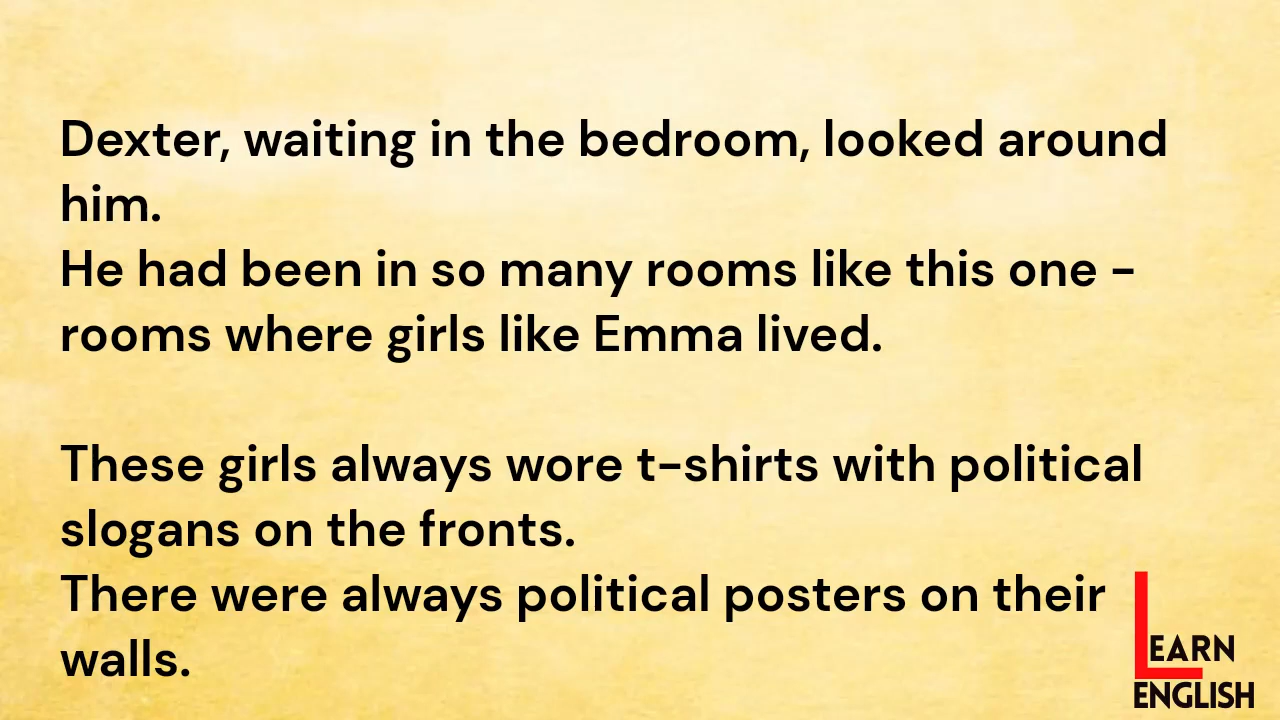 Dexter, waiting in the bedroom, looked around
him.
He had been in so many rooms like this one -
rooms where girls like Emma lived.
These girls always wore t-shirts with political
slogans on the fronts.
There were always political posters on their
walls.
LEARN
ENGLISH